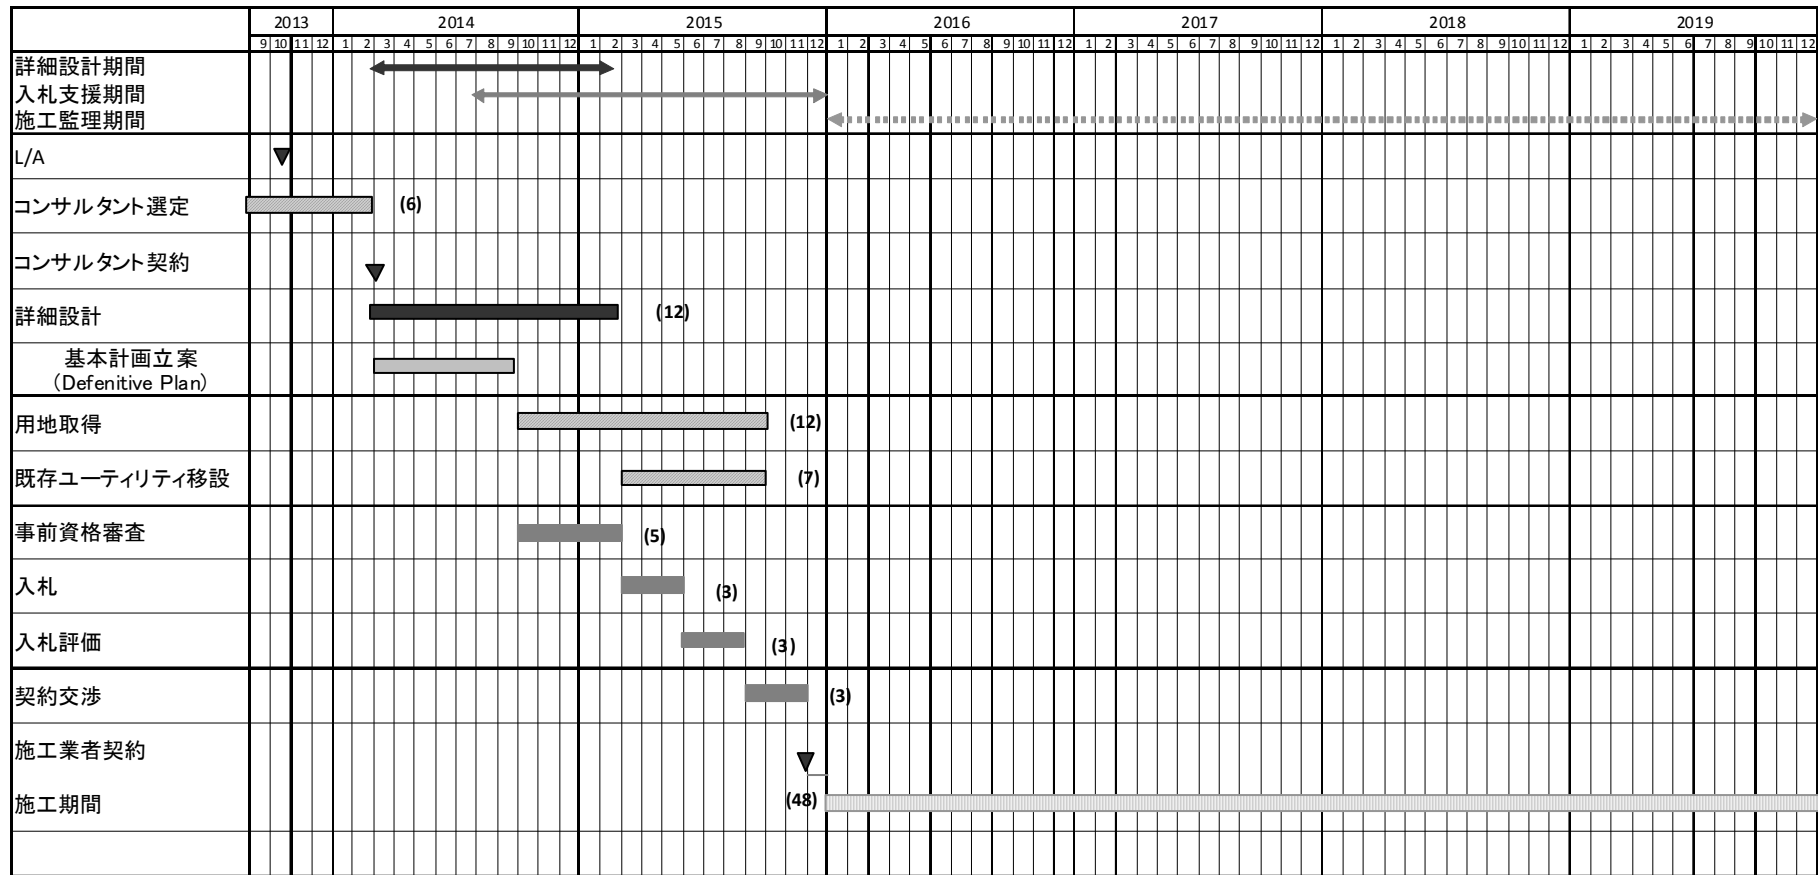 2013 2014 2015 2016 2017 2018 2019
9 10 11 12 1 2 3 4 5 6 7 8 9 10 11 12 1 2 3 4 5 6 7 8 9 10 11 12 1 2 3 4 5 6 7 8 9 10 11 12 1 2 3 4 5 6 7 8 9 10 11 12 1 2 3 4 5 6 7 8 9 10 11 12 1 2 3 4 5 6 7 8 9 10 11 12
詳細設計期間
入札支援期間
施工監理期間
L/A
コンサルタント選定 (6)
コンサルタント契約
詳細設計 (12)
基本計画立案
(Defenitive Plan)
用地取得 (12)
既存ユーティリティ移設 (7)
事前資格審査 (5)
入札 (3)
入札評価 (3)
契約交渉 (3)
施工業者契約
施工期間 (48)